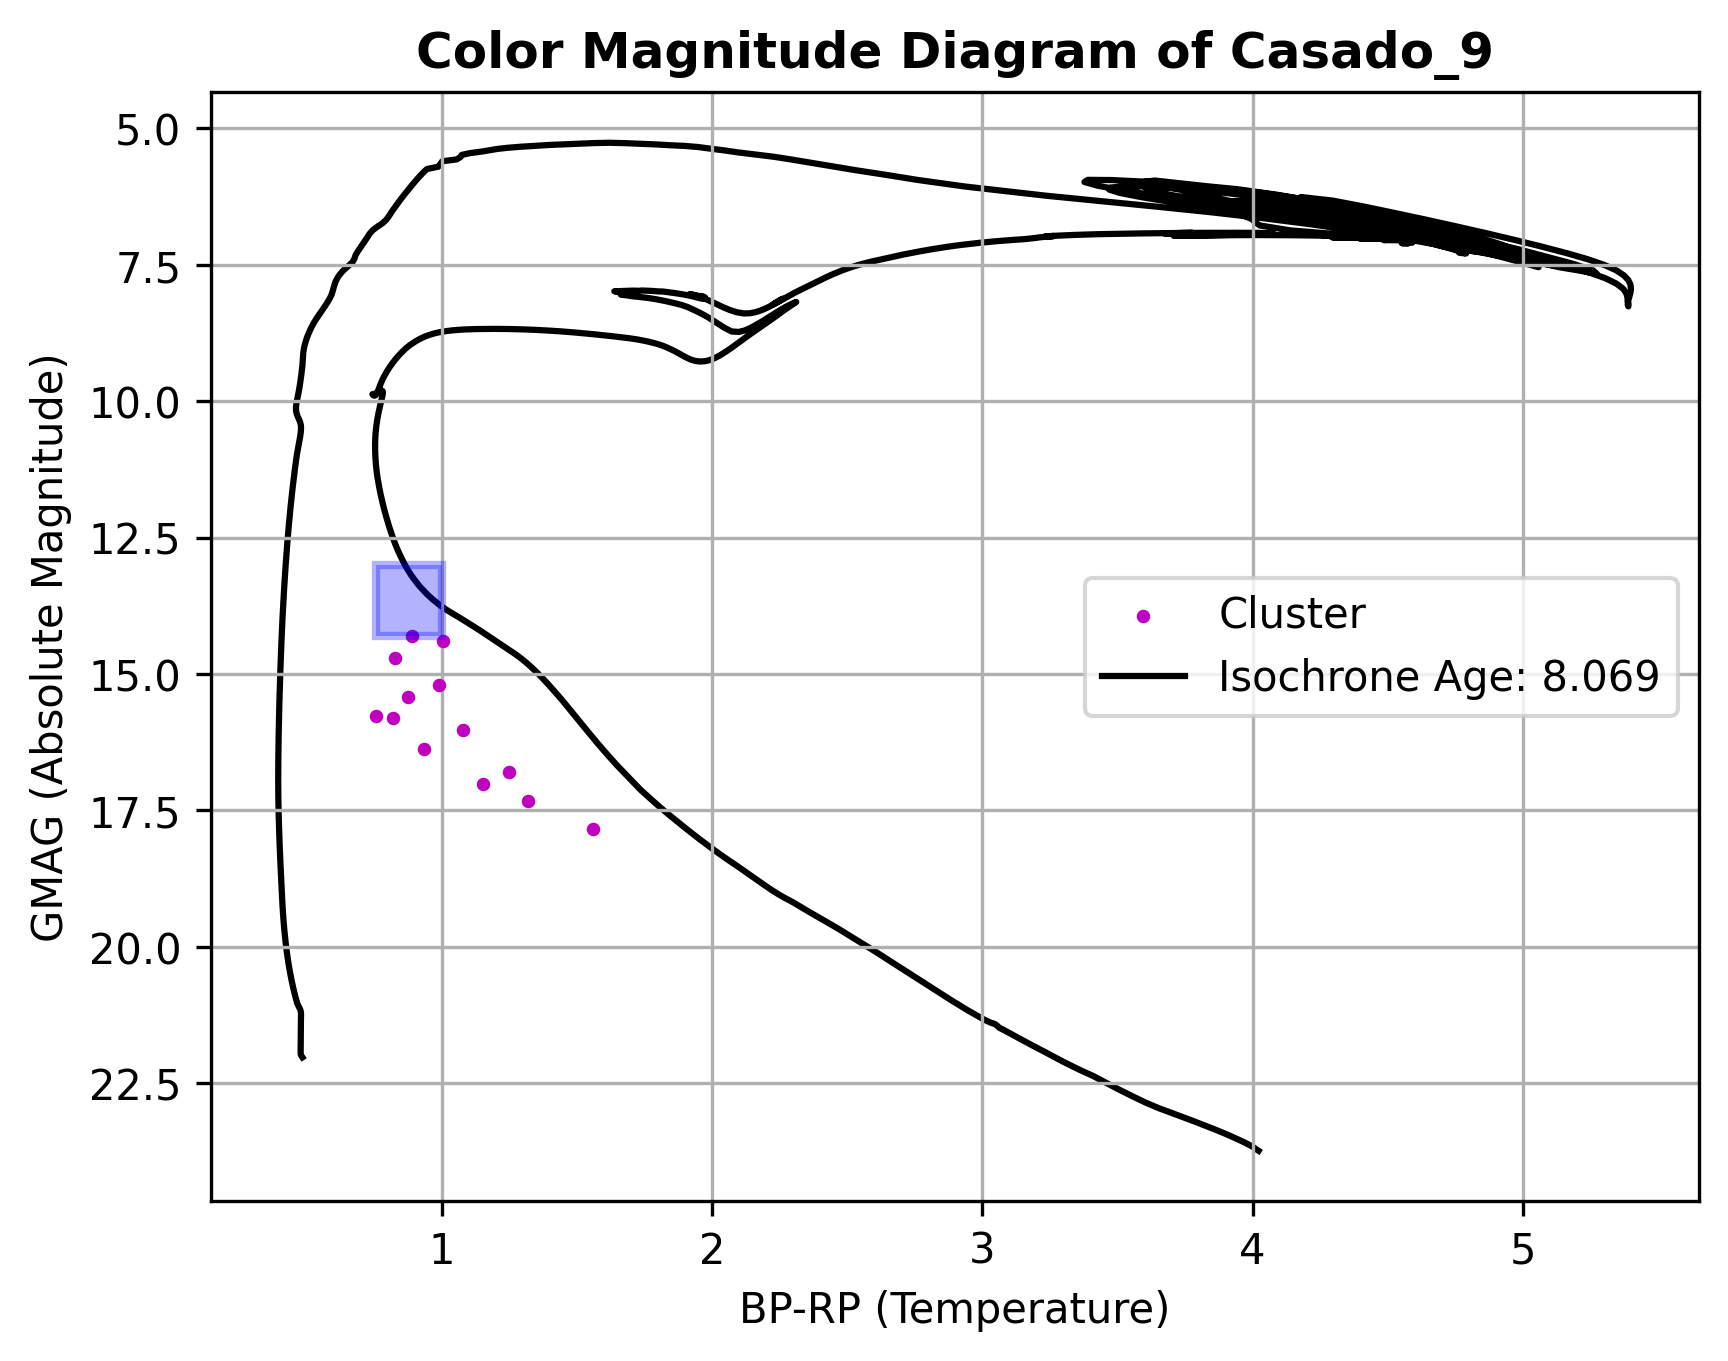 Color Magnitude Diagram of Casado_9
GMAG (Absolute Magnitude)
5.0
7.5
10.0
12.5
15.0
17.5
20.0
22.5
Cluster
Isochrone Age: 8.069
1 2 3 4 5
BP-RP (Temperature)